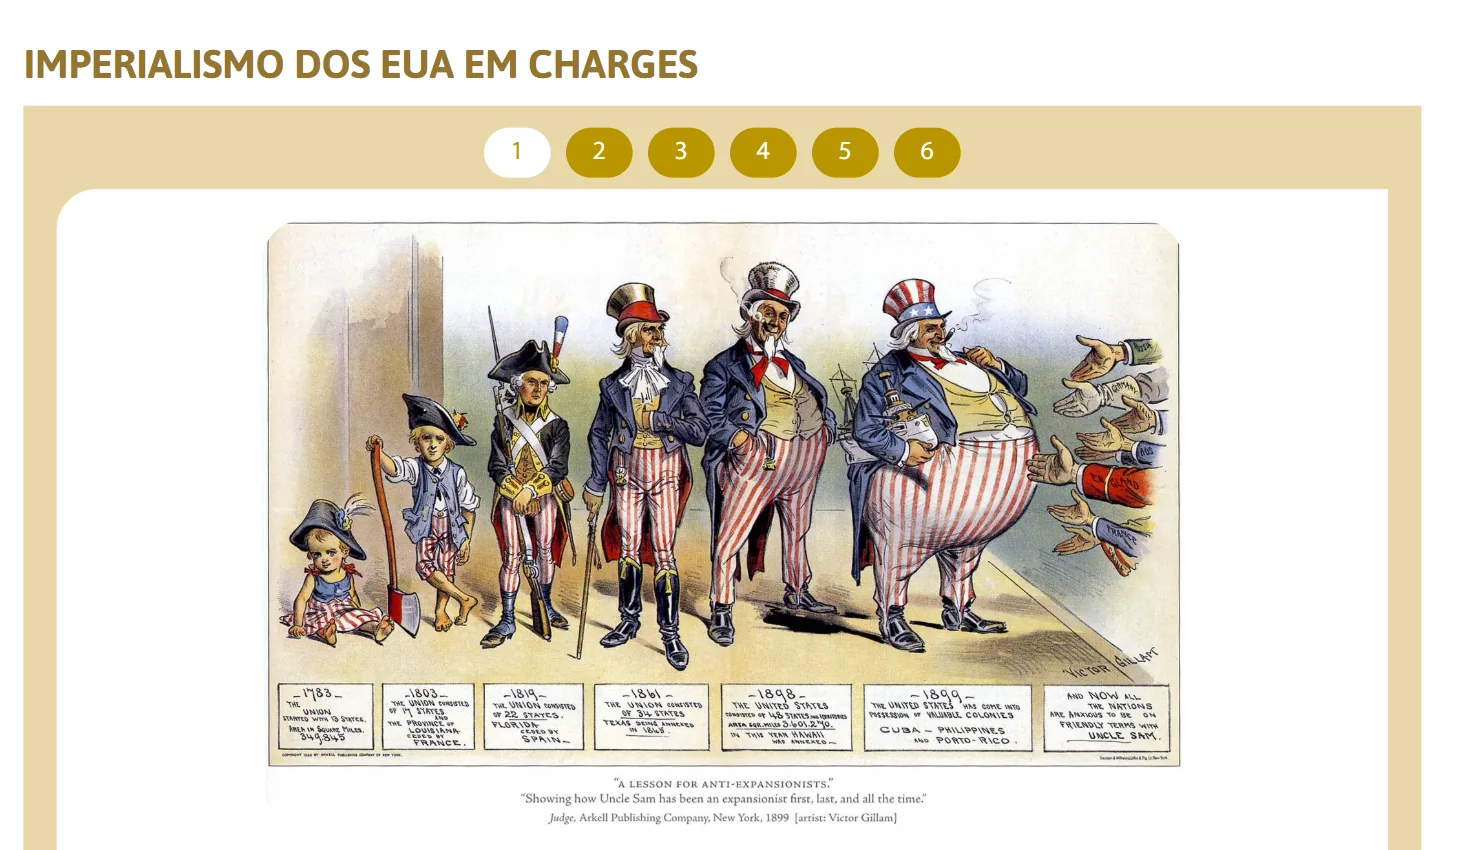 IMPERIALISMO DOS EUA EM CHARGES
1 2 3 4 5 6
GERMANY
AUS
ENGLAND
FRANCE
VICTOR GILLAM
–1783–
THE
UNION
STARTED WITH 13 STATES.
AREA IN SQUARE MILES.
349,845
–1803–
THE UNION CONSISTED
OF 17 STATES
AND
THE PROVINCE OF
LOUISIANA
CEDED BY
FRANCE.
–1819–
THE UNION CONSISTED
OF 22 STATES.
FLORIDA
CEDED BY
SPAIN–
–1861–
THE UNION CONSISTED
OF 34 STATES
TEXAS BEING ANNEXED
IN 1845.
–1898–
THE UNITED STATES
CONSISTED OF 48 STATES AND TERRITORIES
AREA SQR. MILES 3.601.270.
IN THIS YEAR HAWAII
WAS ANNEXED–
–1899–
THE UNITED STATES HAS COME INTO
POSSESSION OF VALUABLE COLONIES
CUBA – PHILIPPINES
AND PORTO-RICO.
AND NOW ALL
THE NATIONS
ARE ANXIOUS TO BE ON
FRIENDLY TERMS WITH
UNCLE SAM.
ARKELL PUBLISHING COMPANY OF NEW YORK.
“A LESSON FOR ANTI-EXPANSIONISTS.”
“Showing how Uncle Sam has been an expansionist first, last, and all the time.”
Judge, Arkell Publishing Company, New York, 1899 [artist: Victor Gillam]